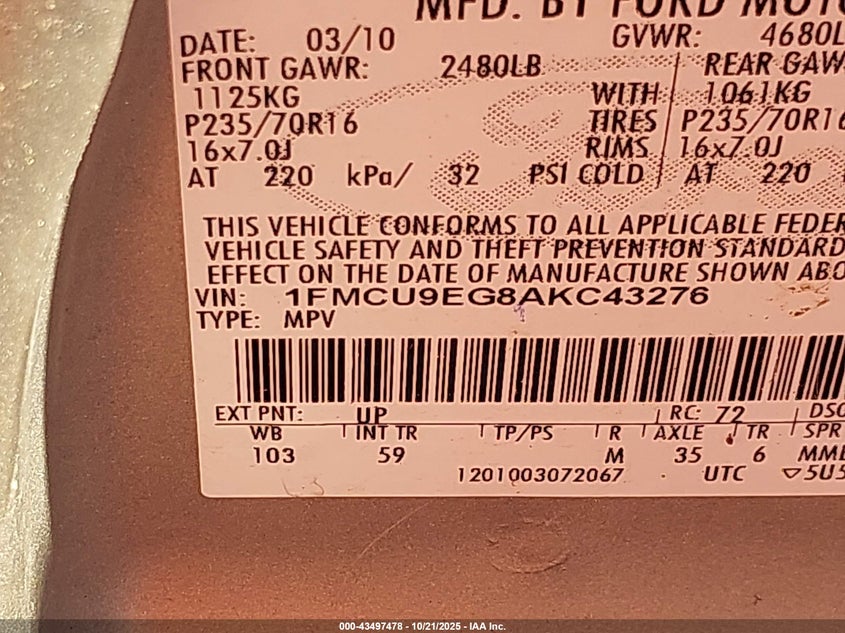 MFD. BY FORD MOTO
DATE: 03/10 GVWR: 4680L
FRONT GAWR: 2480LB REAR GAW
1125KG WITH 1061KG
P235/70R16 TIRES P235/70R16
16x7.0J RIMS 16x7.0J
AT 220 kPa/ 32 PSI COLD AT 220
THIS VEHICLE CONFORMS TO ALL APPLICABLE FEDER
VEHICLE SAFETY AND THEFT PREVENTION STANDARD
EFFECT ON THE DATE OF MANUFACTURE SHOWN ABO
VIN: 1FMCU9EG8AKC43276
TYPE: MPV
EXT PNT: UP RC: 72 DSO
WB INT TR TP/PS R AXLE TR SPR
103 59 M 35 6 MME
1201003072067 UTC ▽5U5
000-43497478 - 10/21/2025 - IAA Inc.